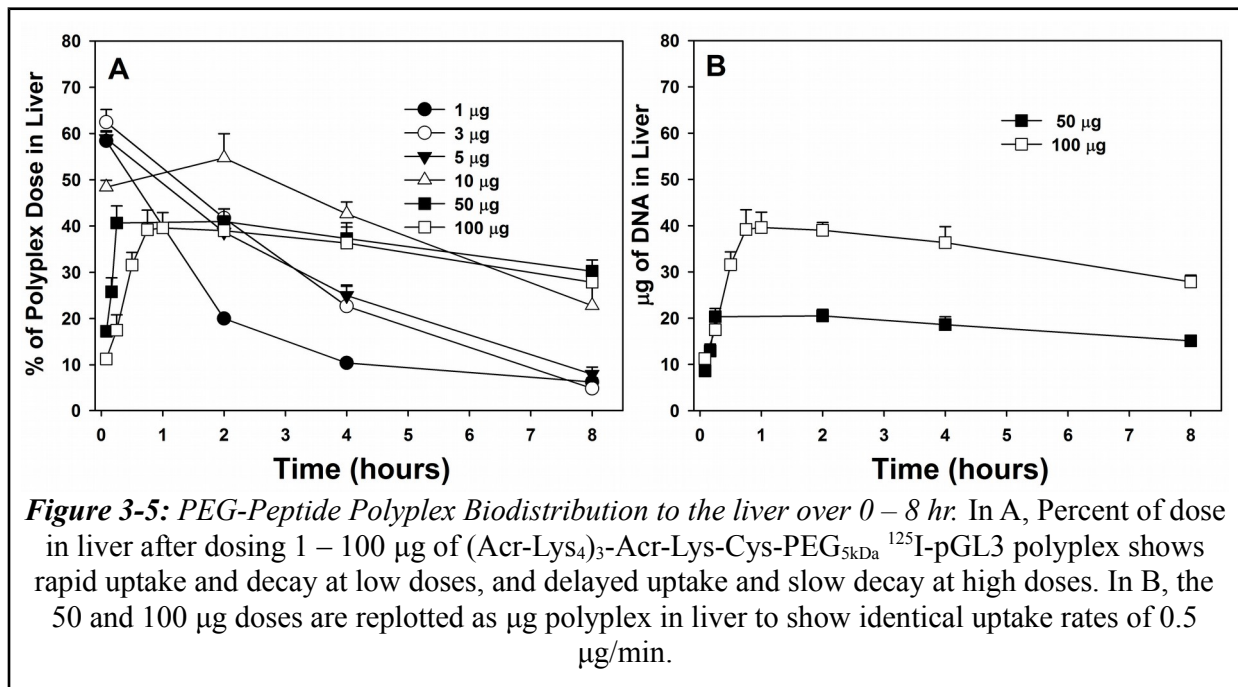 A
B
80
70
60
50
40
30
20
10
0
% of Polyplex Dose in Liver
1 μg
3 μg
5 μg
10 μg
50 μg
100 μg
0 1 2 3 4 5 6 7 8
Time (hours)
80
70
60
50
40
30
20
10
0
μg of DNA in Liver
50 μg
100 μg
0 1 2 3 4 5 6 7 8
Time (hours)
Figure 3-5: PEG-Peptide Polyplex Biodistribution to the liver over 0 – 8 hr. In A, Percent of dose
in liver after dosing 1 – 100 μg of (Acr-Lys₄)₃-Acr-Lys-Cys-PEG₅kDa ¹²⁵I-pGL3 polyplex shows
rapid uptake and decay at low doses, and delayed uptake and slow decay at high doses. In B, the
50 and 100 μg doses are replotted as μg polyplex in liver to show identical uptake rates of 0.5
μg/min.